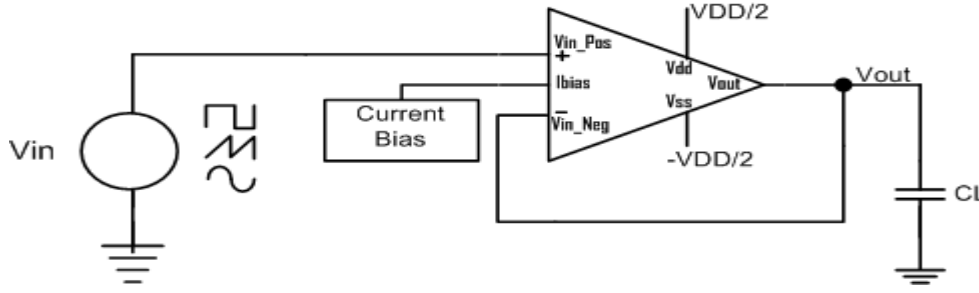 VDD/2
Vin_Pos
+
Vdd
Ibias
Vout
Vout
Current
Bias
Vss
-
Vin_Neg
Vin
-VDD/2
CL